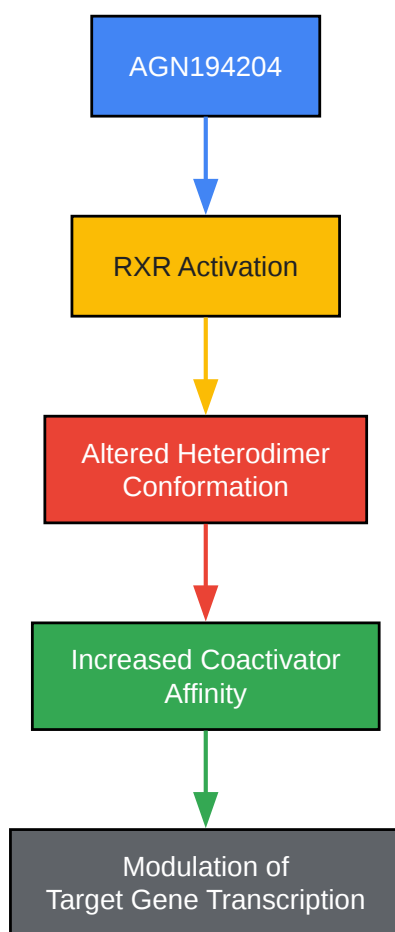 AGN194204
RXR Activation
Altered Heterodimer
Conformation
Increased Coactivator
Affinity
Modulation of
Target Gene Transcription